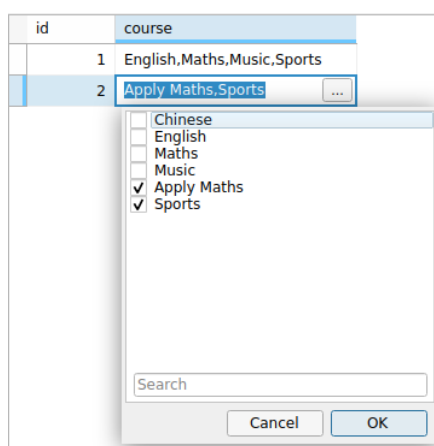 id course
1 English,Maths,Music,Sports
2 Apply Maths,Sports ...
Chinese
English
Maths
Music
Apply Maths
Sports
Search
Cancel OK